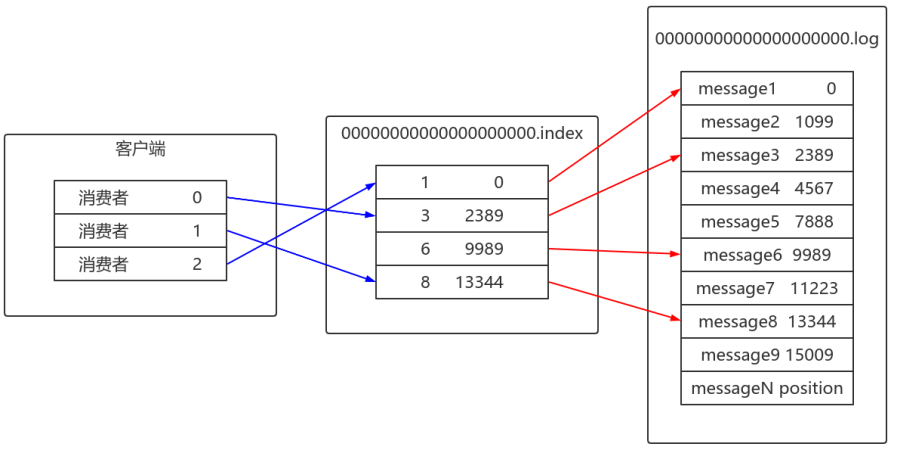 客户端
消费者 0
消费者 1
消费者 2
00000000000000000000.index
1 0
3 2389
6 9989
8 13344
00000000000000000000.log
message1 0
message2 1099
message3 2389
message4 4567
message5 7888
message6 9989
message7 11223
message8 13344
message9 15009
messageN position